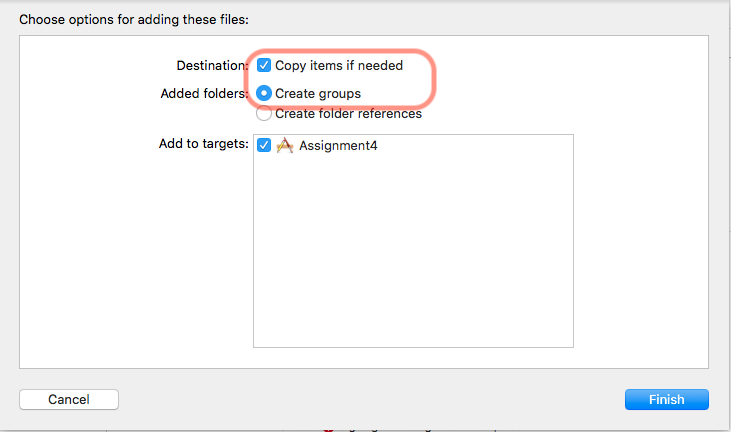 Choose options for adding these files:
Destination: Copy items if needed
Added folders: Create groups
Create folder references
Add to targets: Assignment4
Cancel Finish